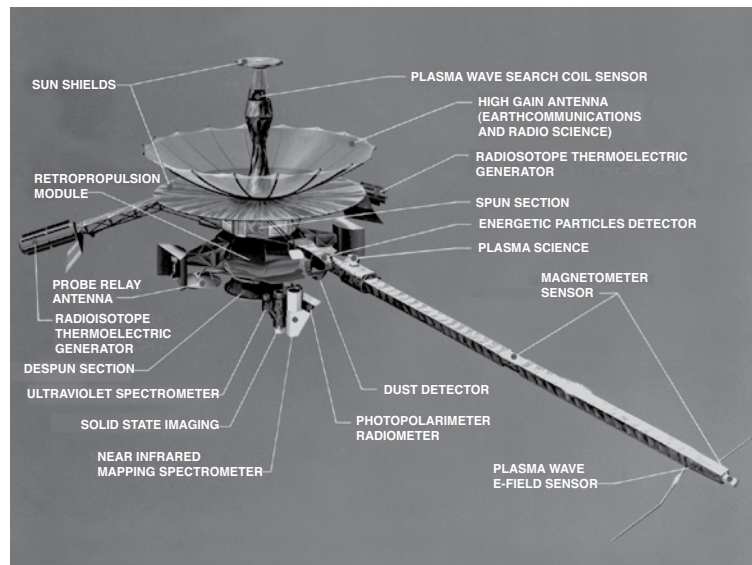 SUN SHIELDS
PLASMA WAVE SEARCH COIL SENSOR
HIGH GAIN ANTENNA
(EARTHCOMMUNICATIONS
AND RADIO SCIENCE)
RADIOSOTOPE THERMOELECTRIC
GENERATOR
RETROPROPULSION
MODULE
SPUN SECTION
ENERGETIC PARTICLES DETECTOR
PLASMA SCIENCE
MAGNETOMETER
SENSOR
PROBE RELAY
ANTENNA
RADIOISOTOPE
THERMOELECTRIC
GENERATOR
DESPUN SECTION
ULTRAVIOLET SPECTROMETER
DUST DETECTOR
SOLID STATE IMAGING
PHOTOPOLARIMETER
RADIOMETER
NEAR INFRARED
MAPPING SPECTROMETER
PLASMA WAVE
E-FIELD SENSOR